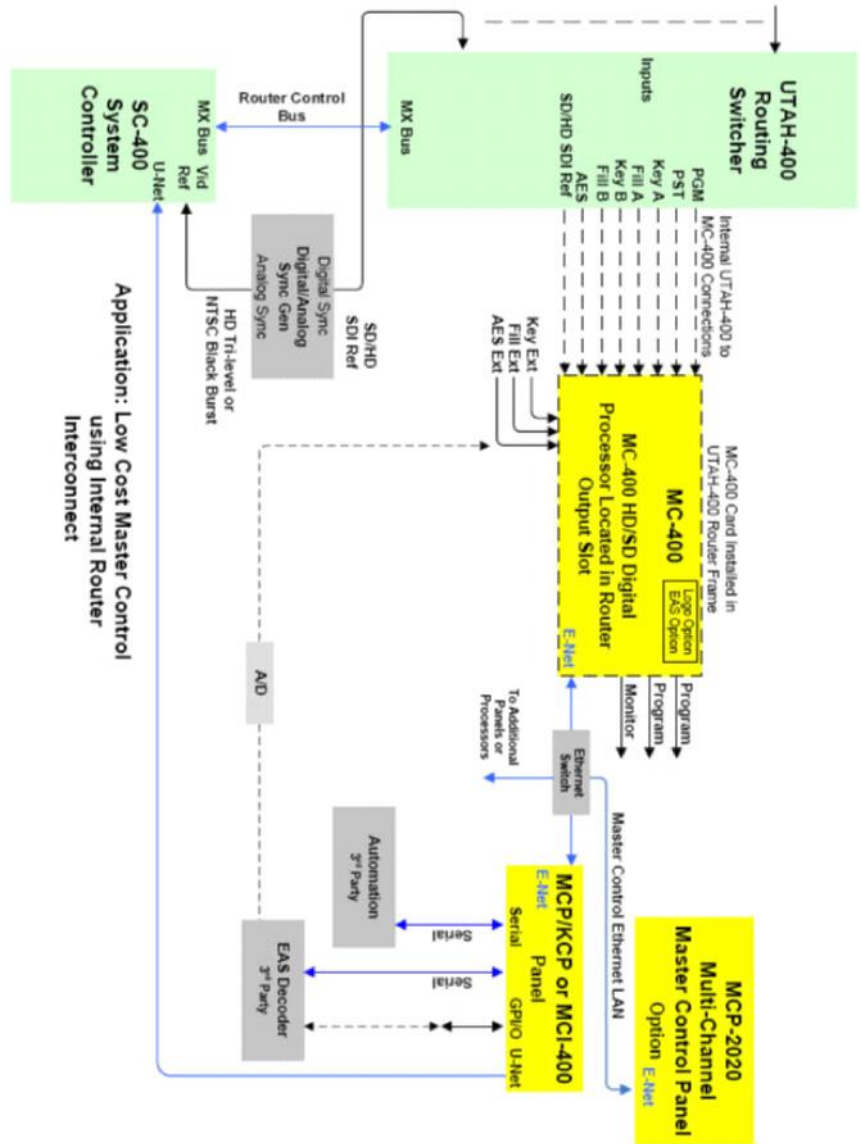 UTAH-400
Routing
Switcher
Inputs
MX Bus
PGM
PST
Key A
Fill A
Key B
Fill B
AES
SD/HD SDI Ref
Internal UTAH-400 to
MC-400 Connections
MC-400 Card Installed in
UTAH-400 Router Frame
MC-400
Logo Option
EAS Option
MC-400 HD/SD Digital
Processor Located in Router
Output Slot
E-Net
Key Ext
Fill Ext
AES Ext
Program
Program
Monitor
Ethernet
Switch
To Additional
Panels or
Processors
Master Control Ethernet LAN
MCP-2020
Multi-Channel
Master Control Panel
Option
E-Net
MCP/KCP or MCI-400
E-Net
Panel
Serial
GPI/O
U-Net
Serial
Serial
Automation
3rd Party
EAS Decoder
3rd Party
A/D
Router Control
Bus
SC-400
System
Controller
MX Bus
Vid
Ref
U-Net
Digital Sync
Digital/Analog
Sync Gen
Analog Sync
SD/HD
SDI Ref
HD Tri-level or
NTSC Black Burst
Application: Low Cost Master Control
using Internal Router
Interconnect